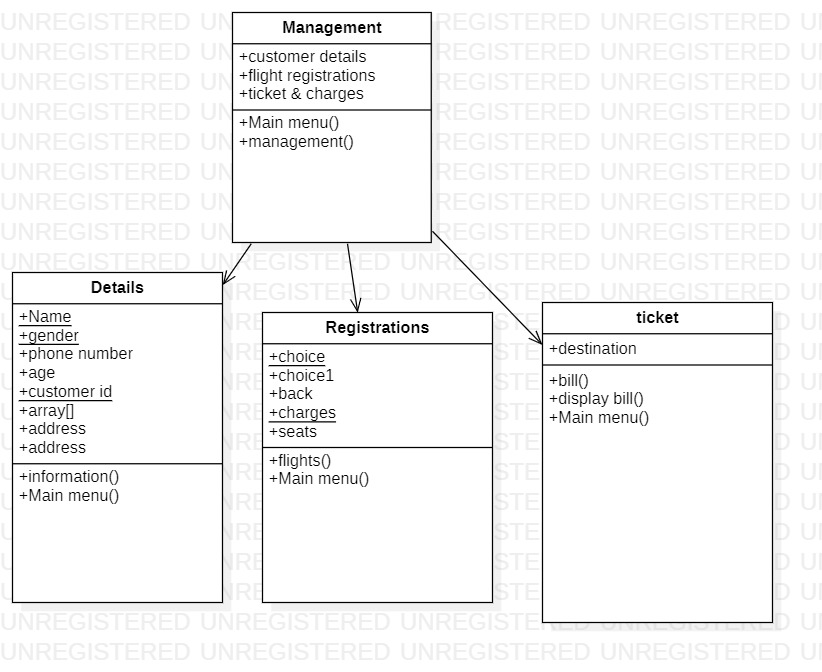 Management
+customer details
+flight registrations
+ticket & charges
+Main menu()
+management()
Details
+Name
+gender
+phone number
+age
+customer id
+array[]
+address
+address
+information()
+Main menu()
Registrations
+choice
+choice1
+back
+charges
+seats
+flights()
+Main menu()
ticket
+destination
+bill()
+display bill()
+Main menu()
UNREGISTERED